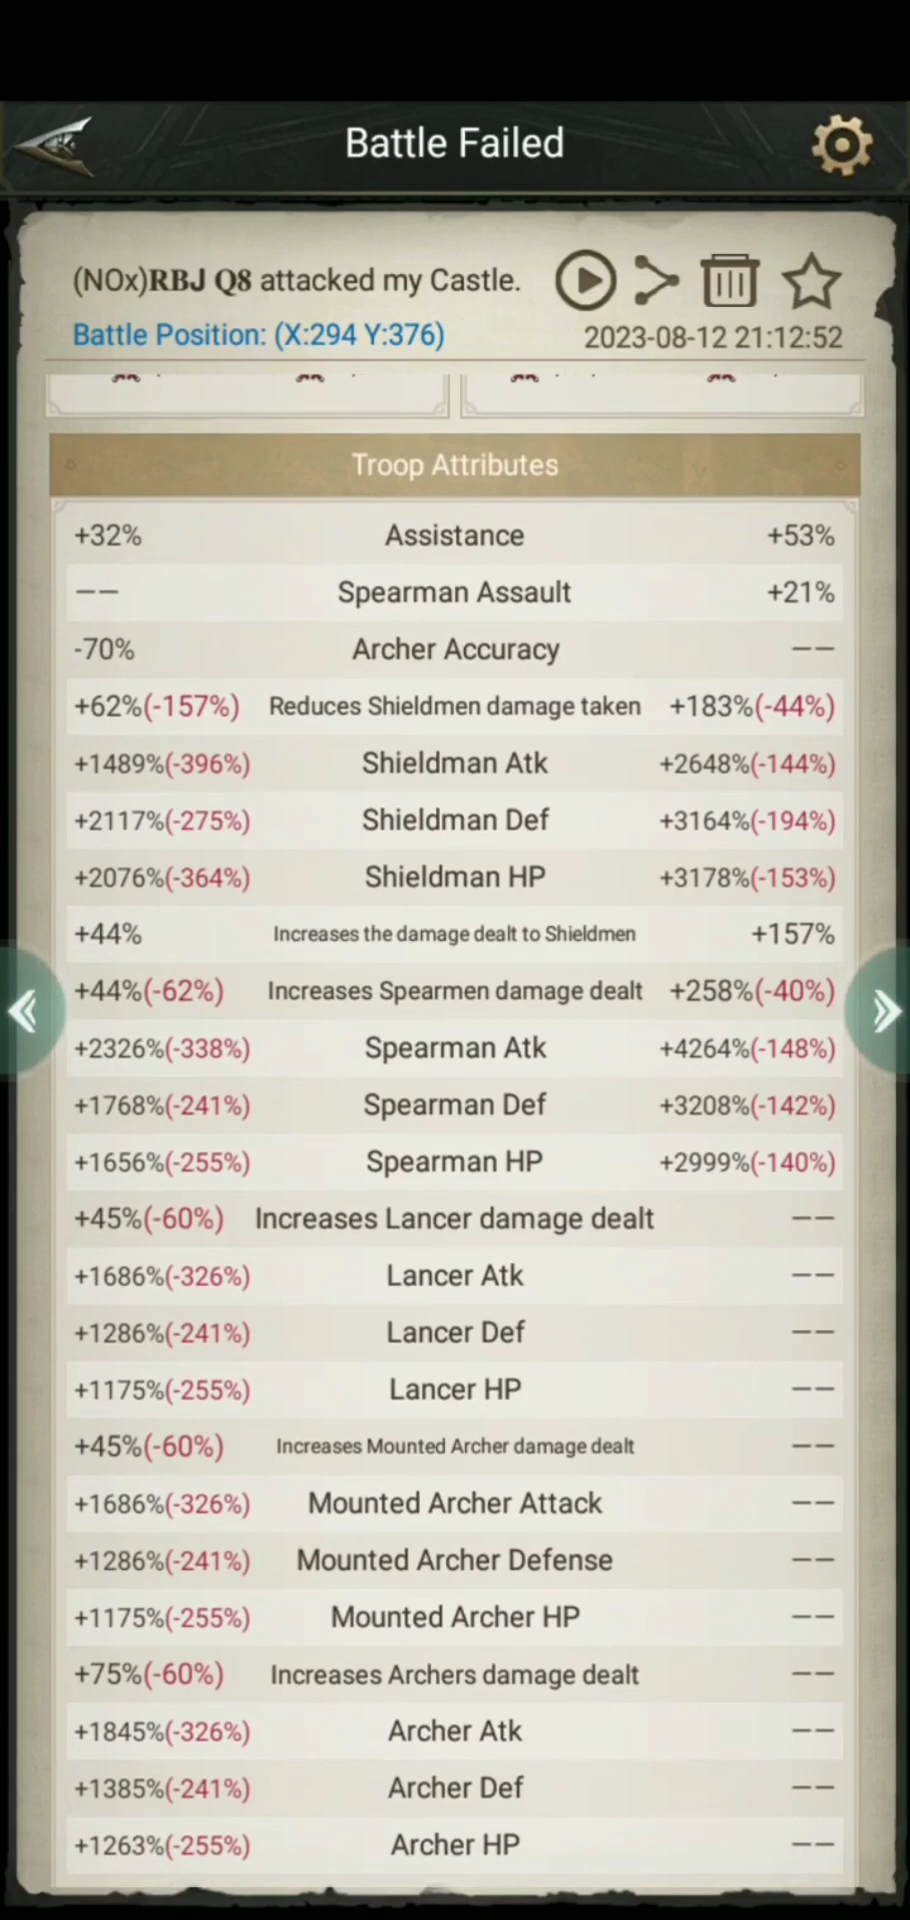 Battle Failed
(NOx)RBJ Q8 attacked my Castle.
Battle Position: (X:294 Y:376) 2023-08-12 21:12:52
Troop Attributes
+32% Assistance +53%
-- Spearman Assault +21%
-70% Archer Accuracy --
+62%(-157%) Reduces Shieldmen damage taken +183%(-44%)
+1489%(-396%) Shieldman Atk +2648%(-144%)
+2117%(-275%) Shieldman Def +3164%(-194%)
+2076%(-364%) Shieldman HP +3178%(-153%)
+44% Increases the damage dealt to Shieldmen +157%
+44%(-62%) Increases Spearmen damage dealt +258%(-40%)
+2326%(-338%) Spearman Atk +4264%(-148%)
+1768%(-241%) Spearman Def +3208%(-142%)
+1656%(-255%) Spearman HP +2999%(-140%)
+45%(-60%) Increases Lancer damage dealt --
+1686%(-326%) Lancer Atk --
+1286%(-241%) Lancer Def --
+1175%(-255%) Lancer HP --
+45%(-60%) Increases Mounted Archer damage dealt --
+1686%(-326%) Mounted Archer Attack --
+1286%(-241%) Mounted Archer Defense --
+1175%(-255%) Mounted Archer HP --
+75%(-60%) Increases Archers damage dealt --
+1845%(-326%) Archer Atk --
+1385%(-241%) Archer Def --
+1263%(-255%) Archer HP --